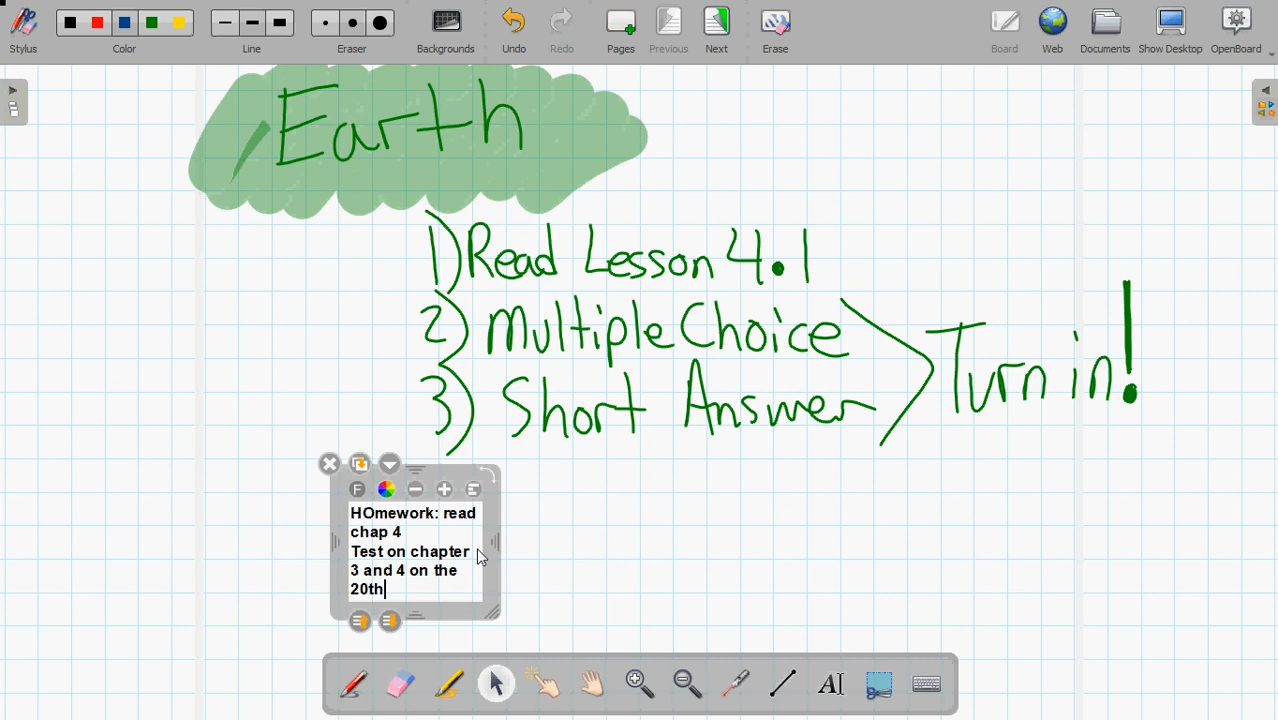 Stylus
Color
Line
Eraser
Backgrounds
Undo
Redo
Pages
Previous
Next
Erase
Board
Web
Documents
Show Desktop
OpenBoard
Earth
1) Read Lesson 4.1
2) Multiple Choice
3) Short Answer
Turn in!
F
HOmework: read
chap 4
Test on chapter
3 and 4 on the
20th
AI